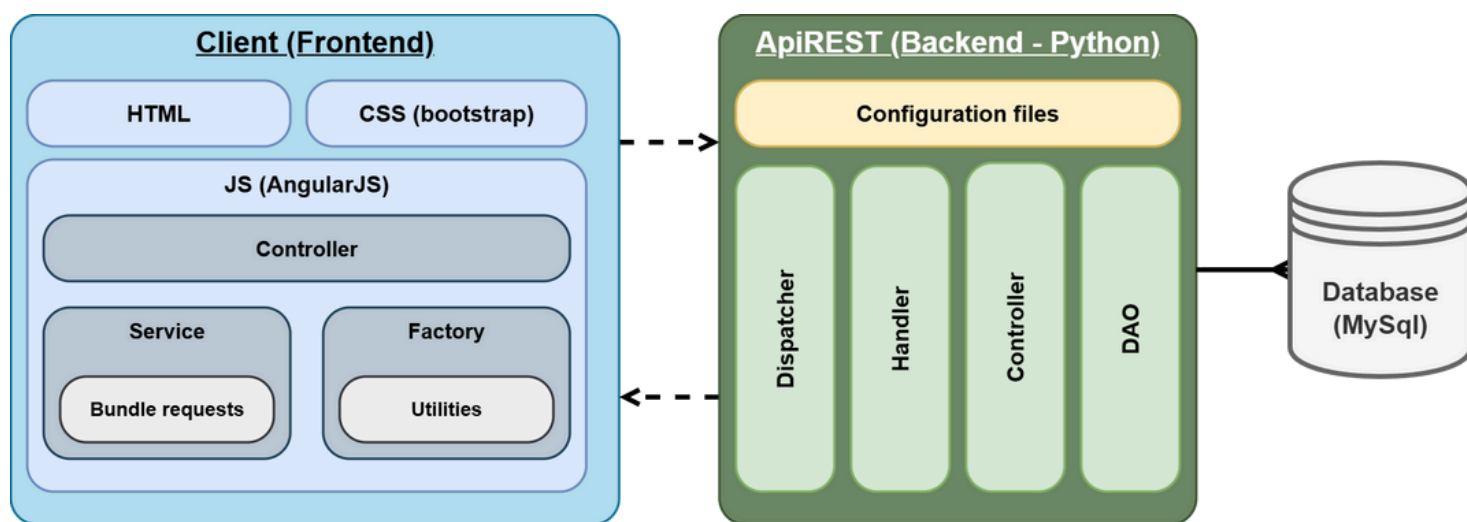 Client (Frontend)
HTML
CSS (bootstrap)
JS (AngularJS)
Controller
Service
Bundle requests
Factory
Utilities
ApiREST (Backend - Python)
Configuration files
Dispatcher
Handler
Controller
DAO
Database
(MySql)